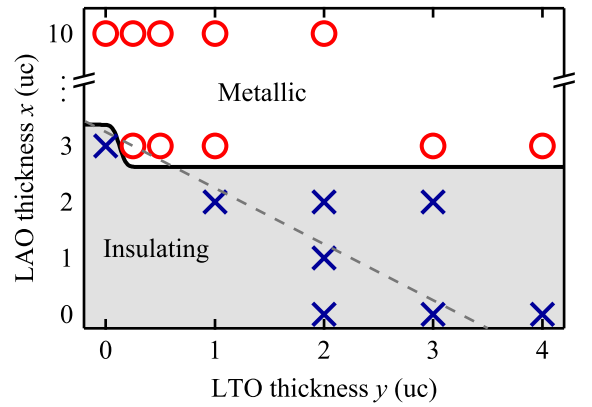 10
Metallic
3
2
Insulating
1
0
LAO thickness x (uc)
0 1 2 3 4
LTO thickness y (uc)